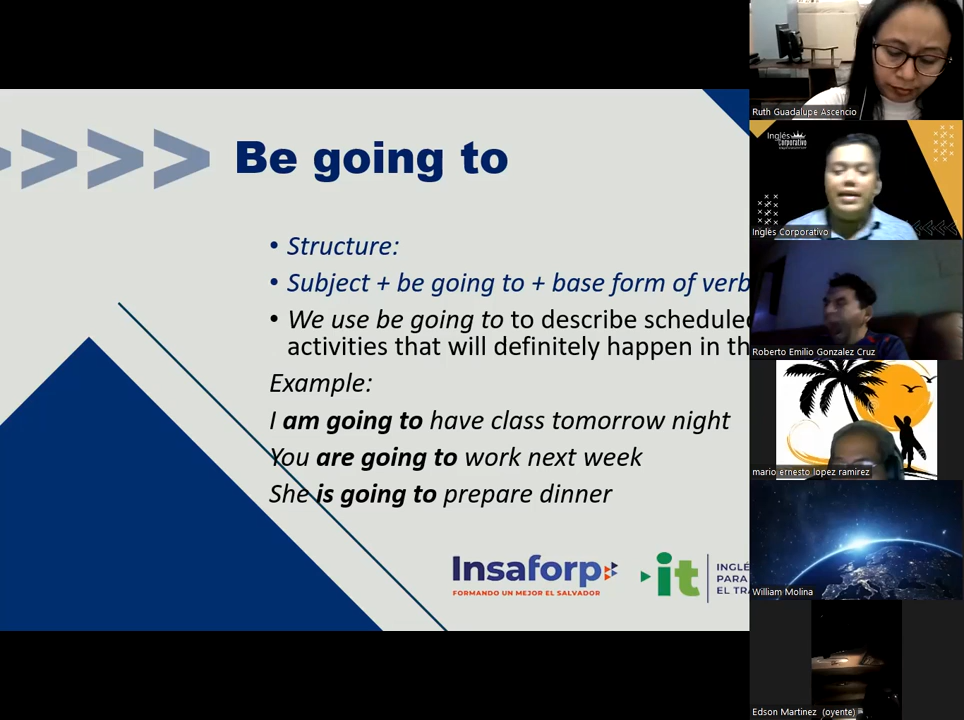 Be going to
• Structure:
• Subject + be going to + base form of verb
• We use be going to to describe scheduled
activities that will definitely happen in th
Example:
I am going to have class tomorrow night
You are going to work next week
She is going to prepare dinner
Insaforp
FORMANDO UN MEJOR EL SALVADOR
it
INGLÉ
PARA
EL TRA
Ruth Guadalupe Ascencio
Inglés
Corporativo
Inglés Corporativo
Roberto Emilio Gonzalez Cruz
mario ernesto lopez ramirez
William Molina
Edson Martinez (oyente)